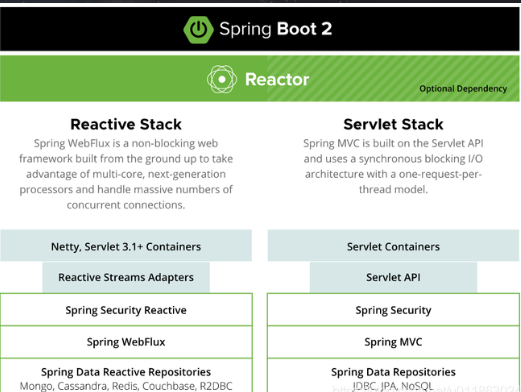 Spring Boot 2
Reactor
Optional Dependency
Reactive Stack
Spring WebFlux is a non-blocking web
framework built from the ground up to take
advantage of multi-core, next-generation
processors and handle massive numbers of
concurrent connections.
Servlet Stack
Spring MVC is built on the Servlet API
and uses a synchronous blocking I/O
architecture with a one-request-per-
thread model.
Netty, Servlet 3.1+ Containers
Servlet Containers
Reactive Streams Adapters
Servlet API
Spring Security Reactive
Spring Security
Spring WebFlux
Spring MVC
Spring Data Reactive Repositories
Mongo, Cassandra, Redis, Couchbase, R2DBC
Spring Data Repositories
JDBC, JPA, NoSQL